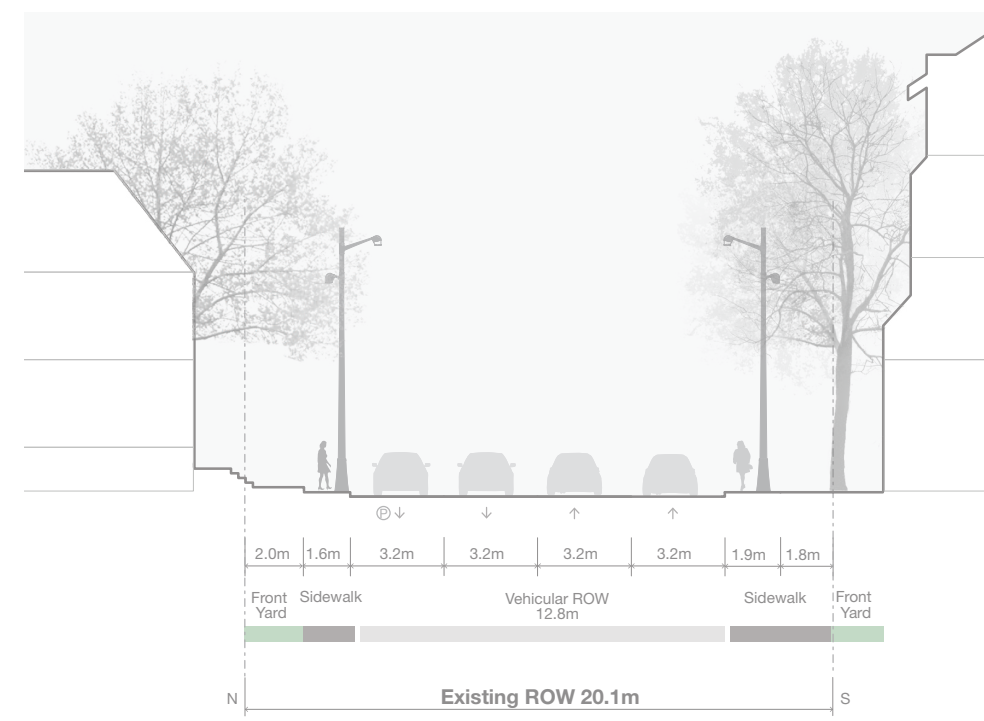 P
2.0m 1.6m 3.2m 3.2m 3.2m 3.2m 1.9m 1.8m
Front
Yard
Sidewalk
Vehicular ROW
12.8m
Sidewalk
Front
Yard
N
Existing ROW 20.1m
S